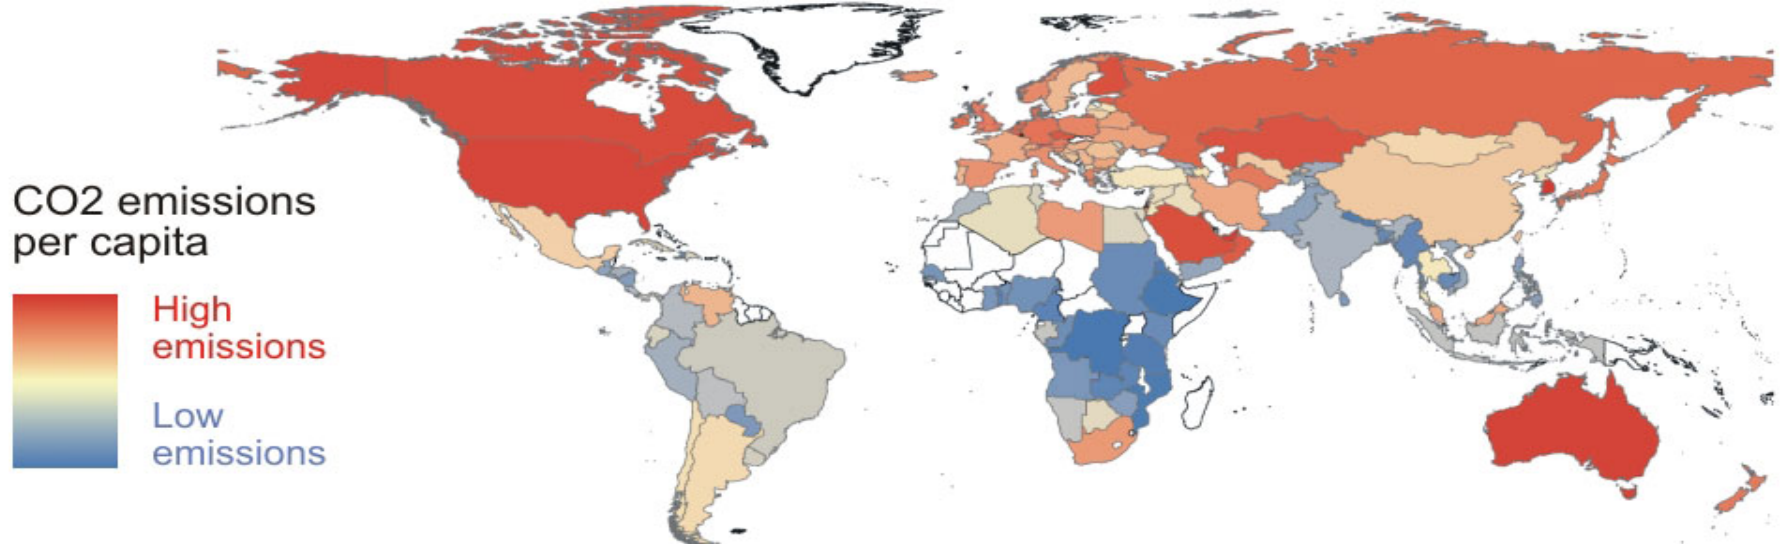 CO2 emissions
per capita
High
emissions
Low
emissions